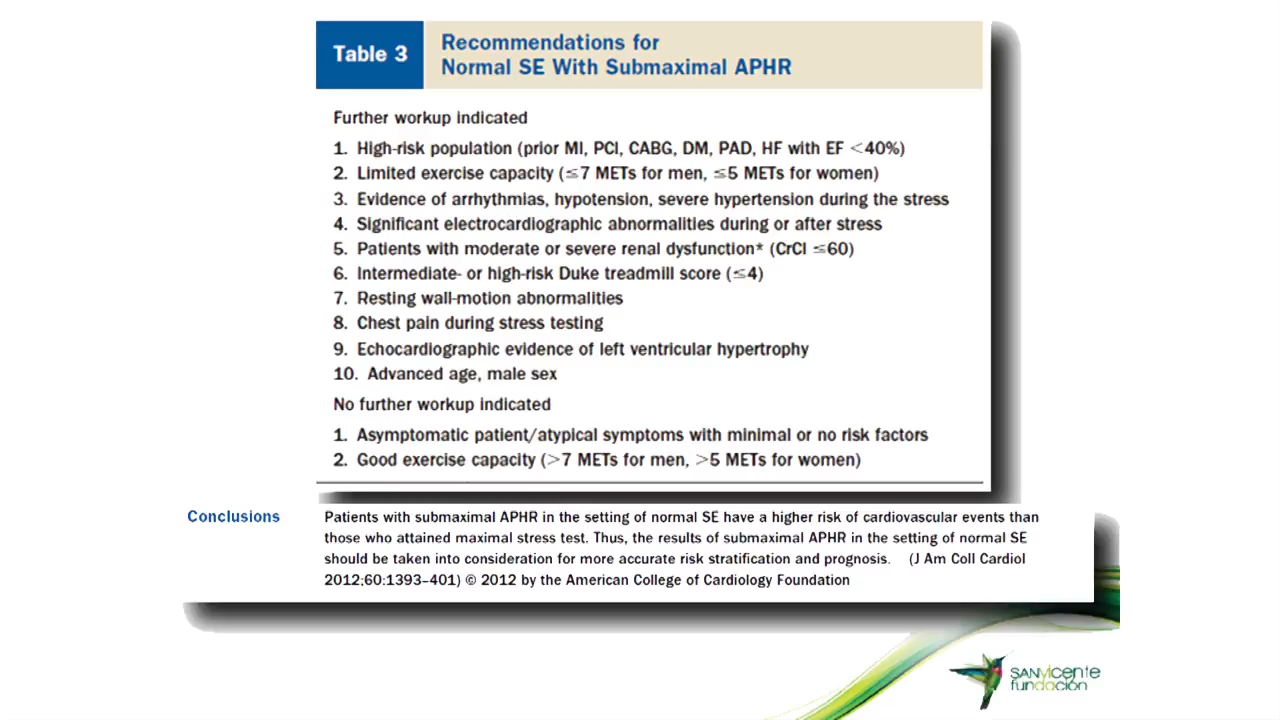 Table 3
Recommendations for
Normal SE With Submaximal APHR
Further workup indicated
1. High-risk population (prior MI, PCI, CABG, DM, PAD, HF with EF <40%)
2. Limited exercise capacity (≤7 METs for men, ≤5 METs for women)
3. Evidence of arrhythmias, hypotension, severe hypertension during the stress
4. Significant electrocardiographic abnormalities during or after stress
5. Patients with moderate or severe renal dysfunction* (CrCl ≤60)
6. Intermediate- or high-risk Duke treadmill score (≤4)
7. Resting wall-motion abnormalities
8. Chest pain during stress testing
9. Echocardiographic evidence of left ventricular hypertrophy
10. Advanced age, male sex
No further workup indicated
1. Asymptomatic patient/atypical symptoms with minimal or no risk factors
2. Good exercise capacity (>7 METs for men, >5 METs for women)
Conclusions
Patients with submaximal APHR in the setting of normal SE have a higher risk of cardiovascular events than
those who attained maximal stress test. Thus, the results of submaximal APHR in the setting of normal SE
should be taken into consideration for more accurate risk stratification and prognosis. (J Am Coll Cardiol
2012;60:1393–401) © 2012 by the American College of Cardiology Foundation
SANVICENTE
fundación